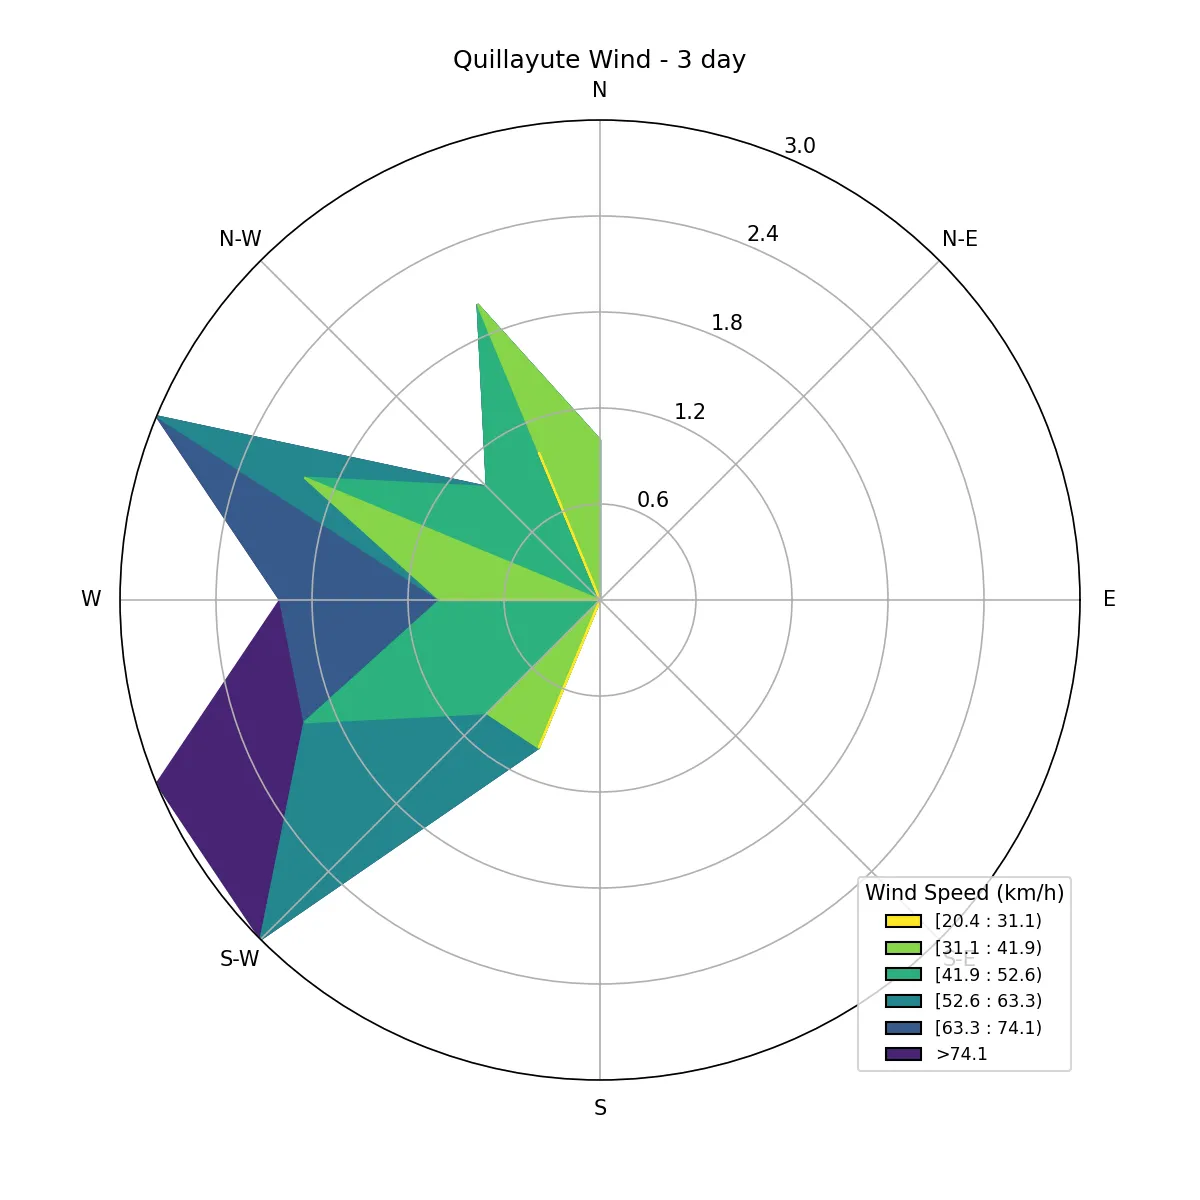 Quillayute Wind - 3 day
N
3.0
N-W
2.4
N-E
1.8
1.2
0.6
W
E
Wind Speed (km/h)
[20.4 : 31.1)
[31.1 : 41.9)
S-W
S-E
[41.9 : 52.6)
[52.6 : 63.3)
[63.3 : 74.1)
>74.1
S